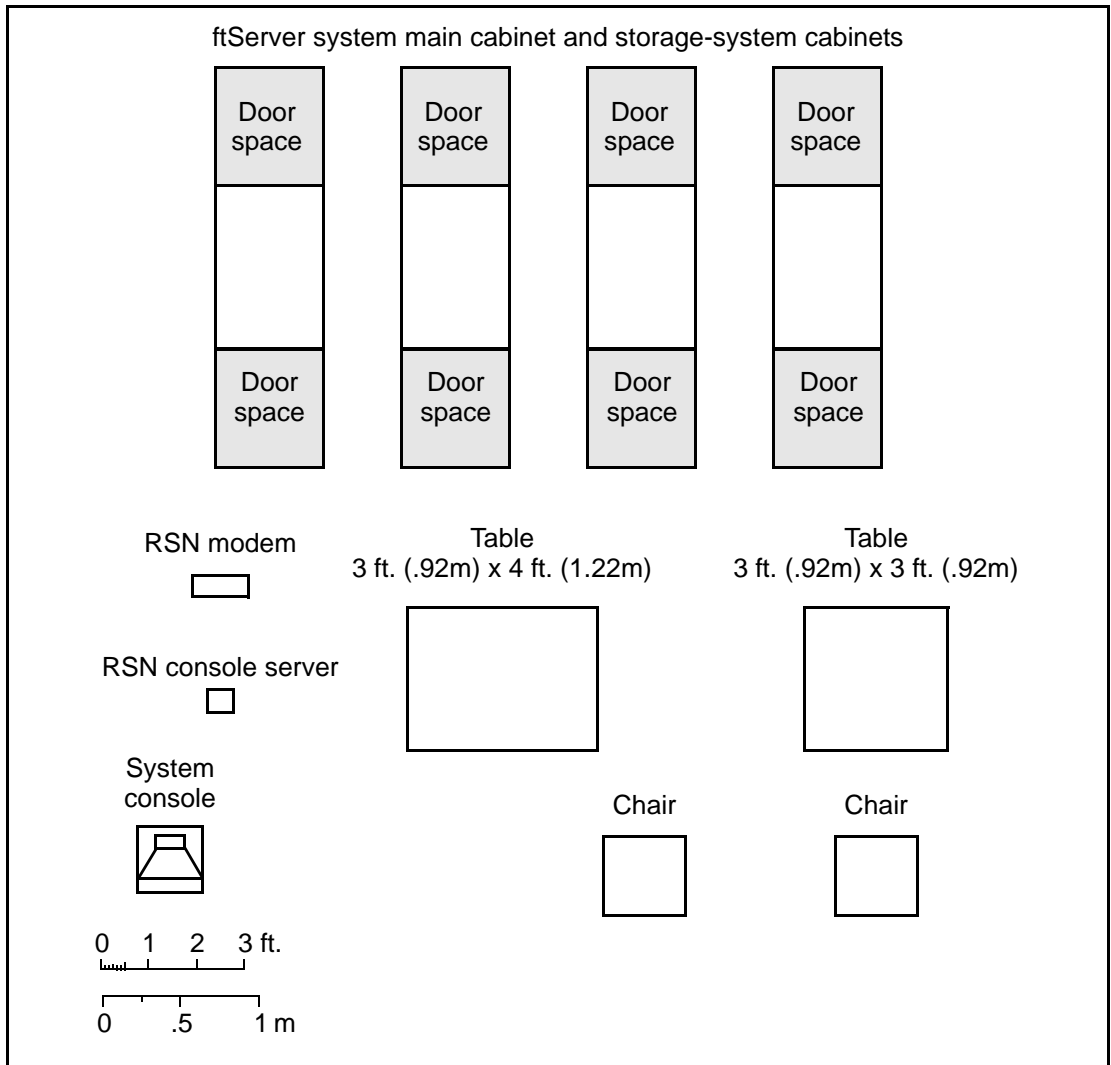 ftServer system main cabinet and storage-system cabinets
Door
space
Door
space
Door
space
Door
space
Door
space
Door
space
Door
space
Door
space
RSN modem
Table
3 ft. (.92m) x 4 ft. (1.22m)
Table
3 ft. (.92m) x 3 ft. (.92m)
RSN console server
System
console
Chair
Chair
0 1 2 3 ft.
0 .5 1 m